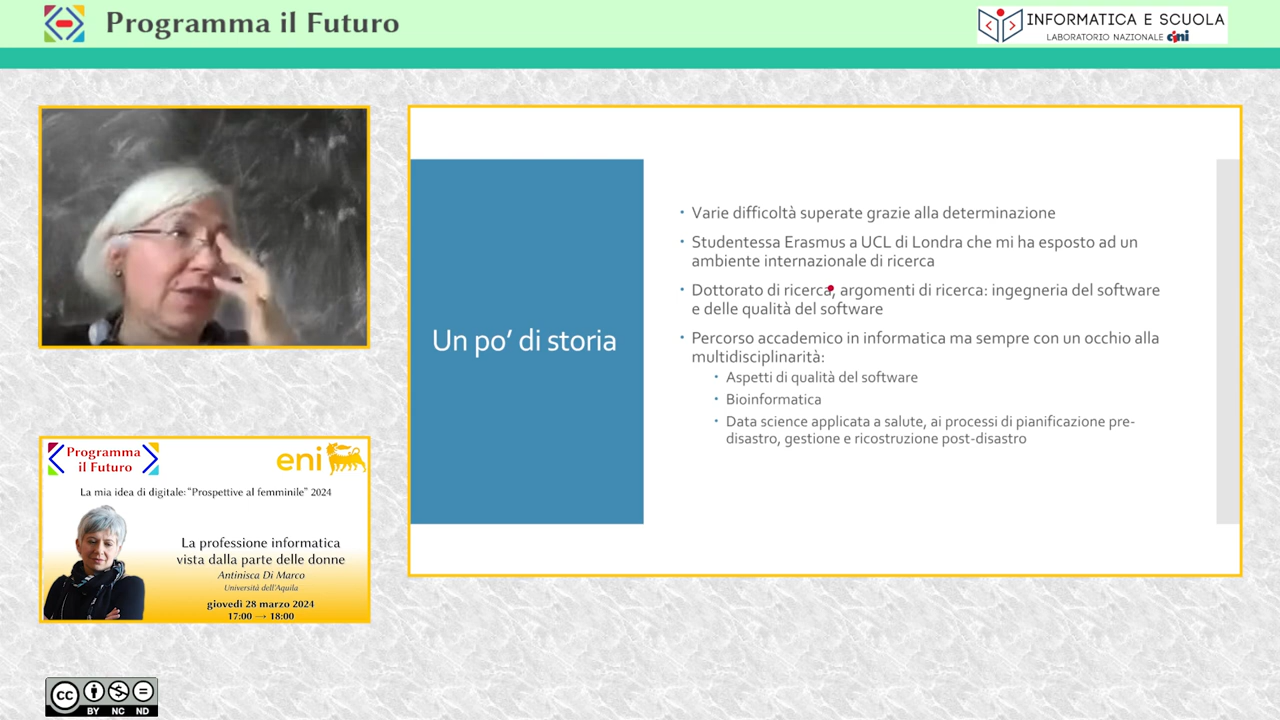 Programma il Futuro
INFORMATICA E SCUOLA
LABORATORIO NAZIONALE cini
Un po' di storia
• Varie difficoltà superate grazie alla determinazione
• Studentessa Erasmus a UCL di Londra che mi ha esposto ad un
ambiente internazionale di ricerca
• Dottorato di ricerca, argomenti di ricerca: ingegneria del software
e delle qualità del software
• Percorso accademico in informatica ma sempre con un occhio alla
multidisciplinarità:
• Aspetti di qualità del software
• Bioinformatica
• Data science applicata a salute, ai processi di pianificazione pre-
disastro, gestione e ricostruzione post-disastro
Programma
il Futuro
eni
La mia idea di digitale: "Prospettive al femminile" 2024
La professione informatica
vista dalla parte delle donne
Antinisca Di Marco
Università dell'Aquila
giovedì 28 marzo 2024
17:00 → 18:00
cc
BY NC ND